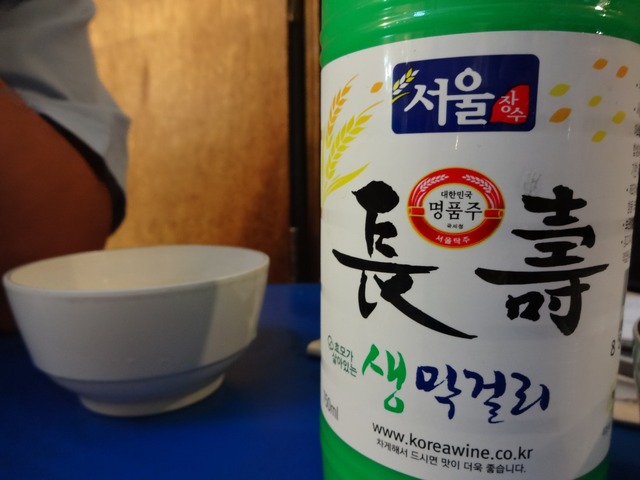 서울 장수
대한민국
명품주
서울탁주
長壽
효모가
살아있는
생막걸리
750ml
www.koreawine.co.kr
차게해서 드시면 맛이 더욱 좋습니다.